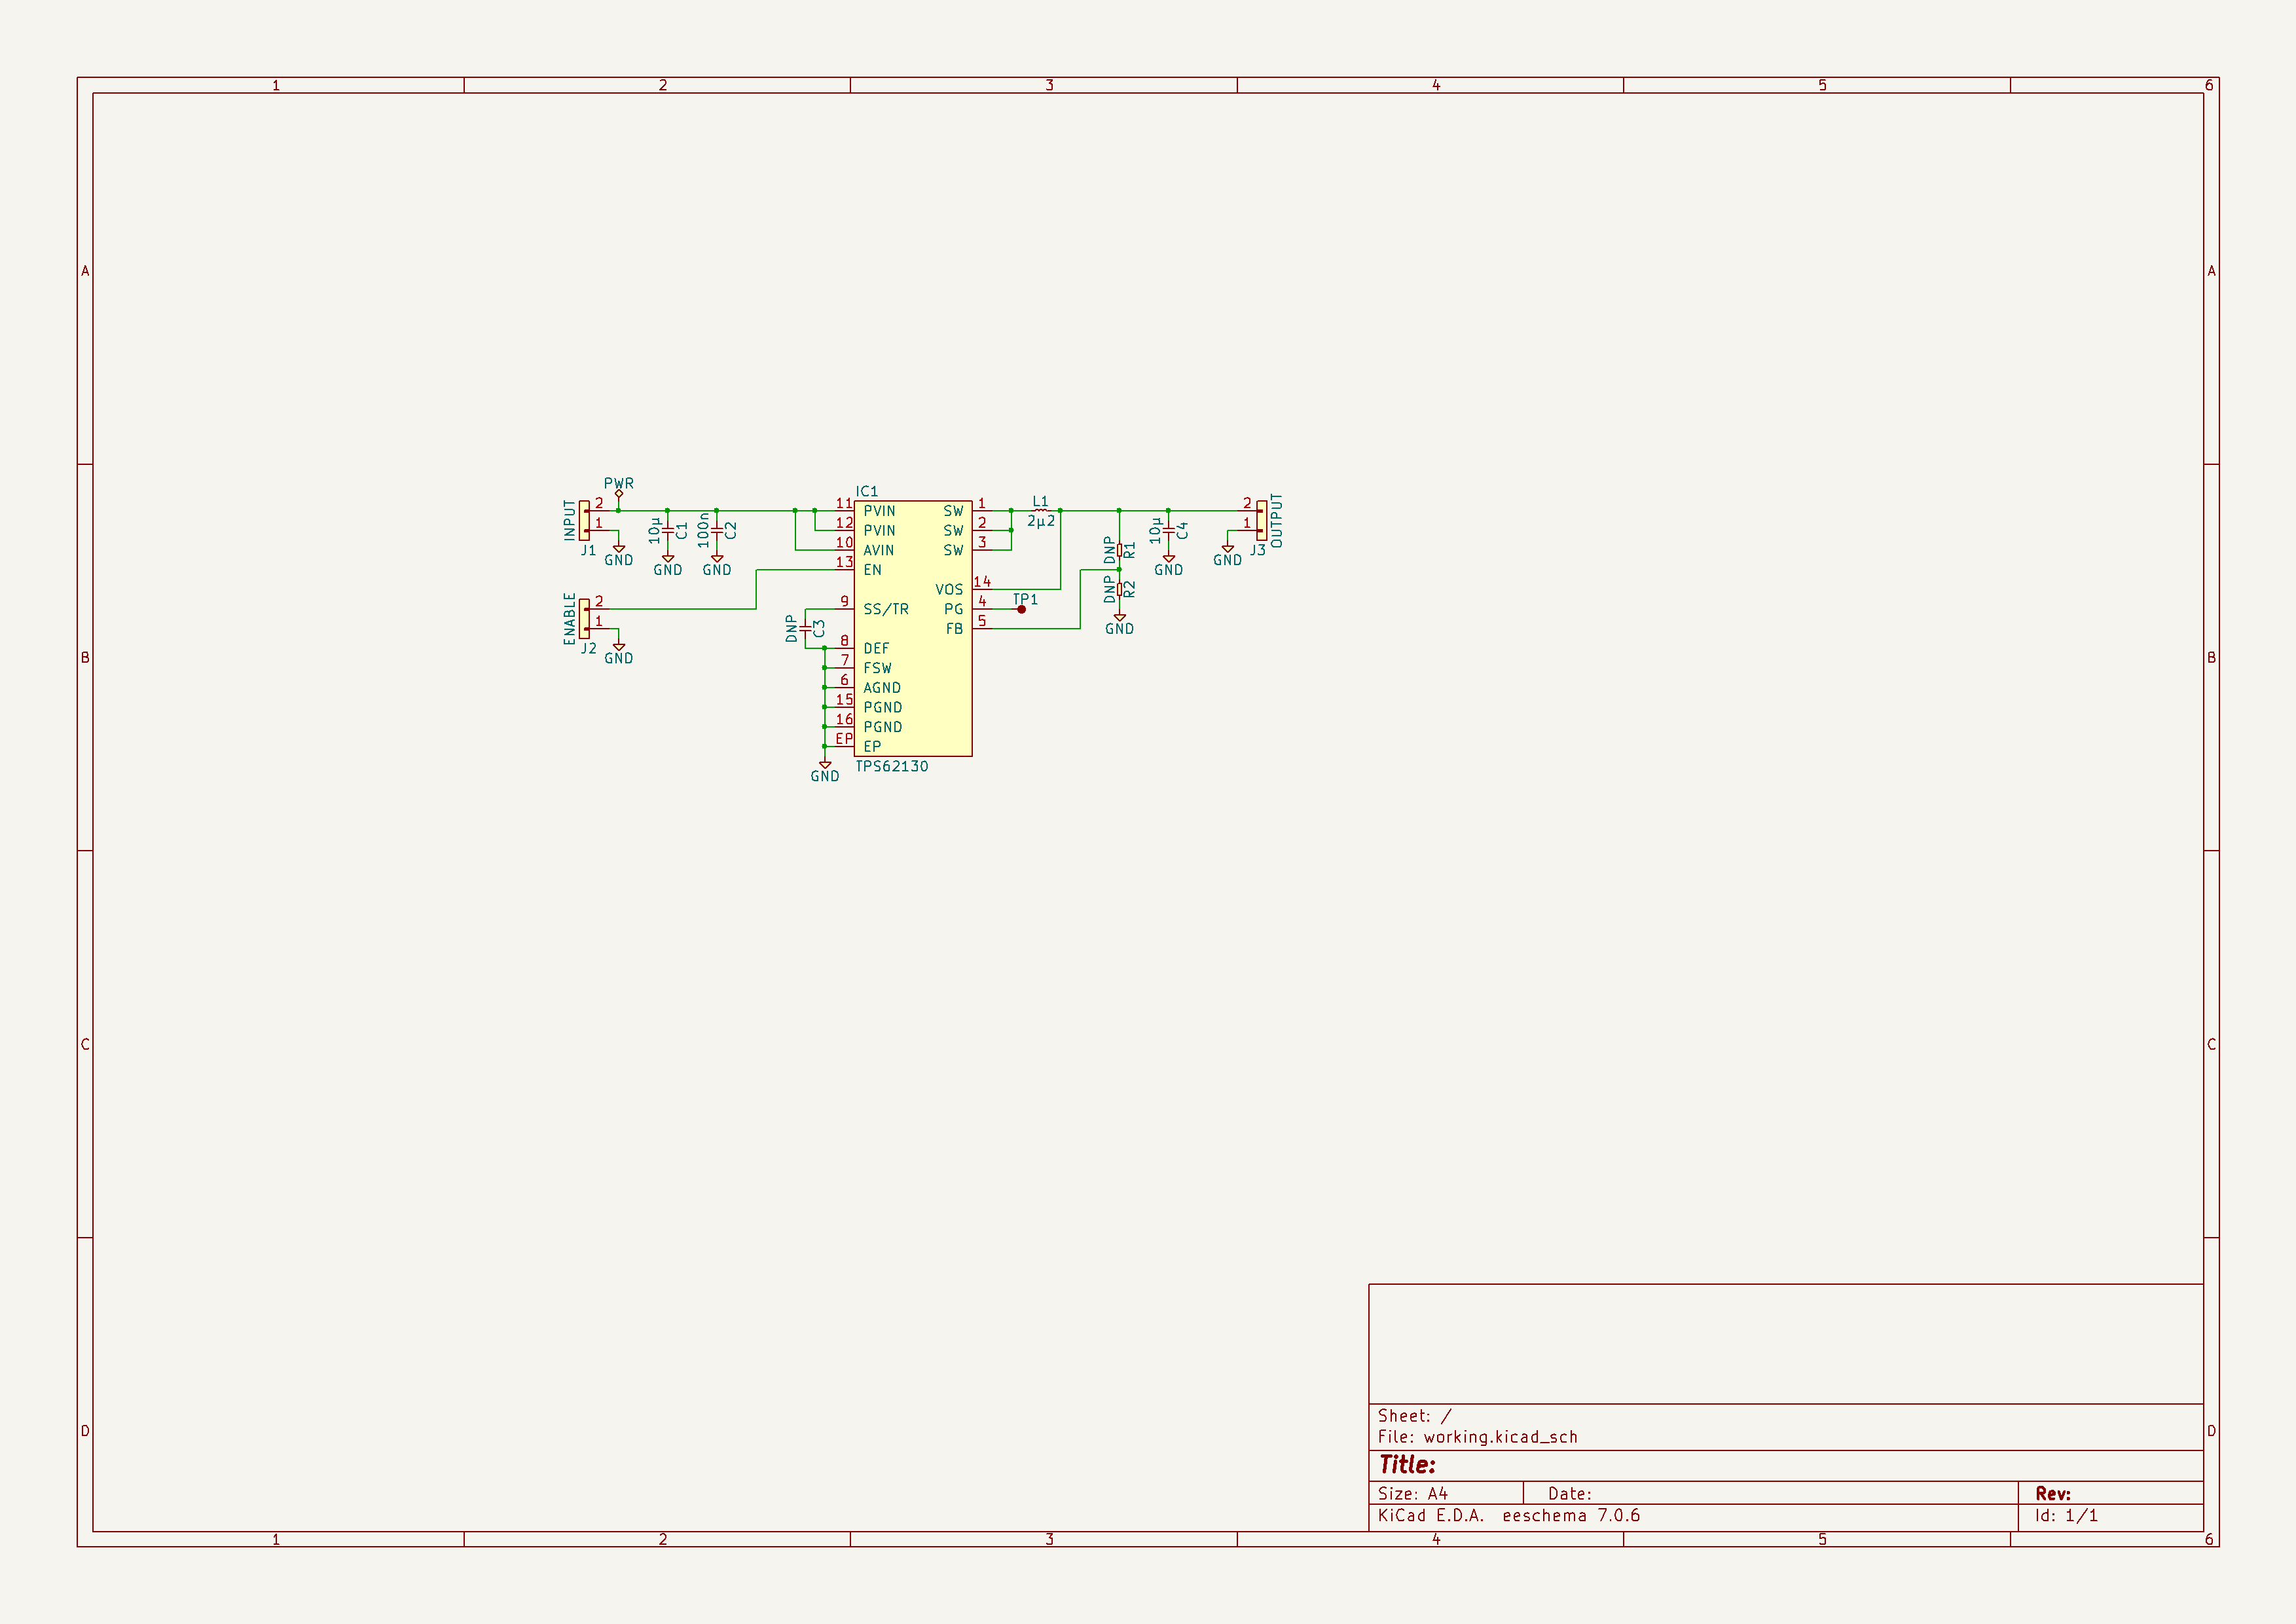 1 2 3 4 5 6
A A
PWR
INPUT
2
1
J1
GND
10µ
C1
GND
100n
C2
GND
ENABLE
2
1
J2
GND
DNP
C3
IC1
11 PVIN
12 PVIN
10 AVIN
13 EN
9 SS/TR
8 DEF
7 FSW
6 AGND
15 PGND
16 PGND
EP EP
GND
TPS62130
SW 1
SW 2
SW 3
VOS 14
PG 4
FB 5
L1
2µ2
TP1
DNP
R1
DNP
R2
GND
10µ
C4
GND
2
1
GND
J3
OUTPUT
B B
C C
D D
Sheet: /
File: working.kicad_sch
Title:
Size: A4 Date: Rev:
KiCad E.D.A. eeschema 7.0.6 Id: 1/1
1 2 3 4 5 6